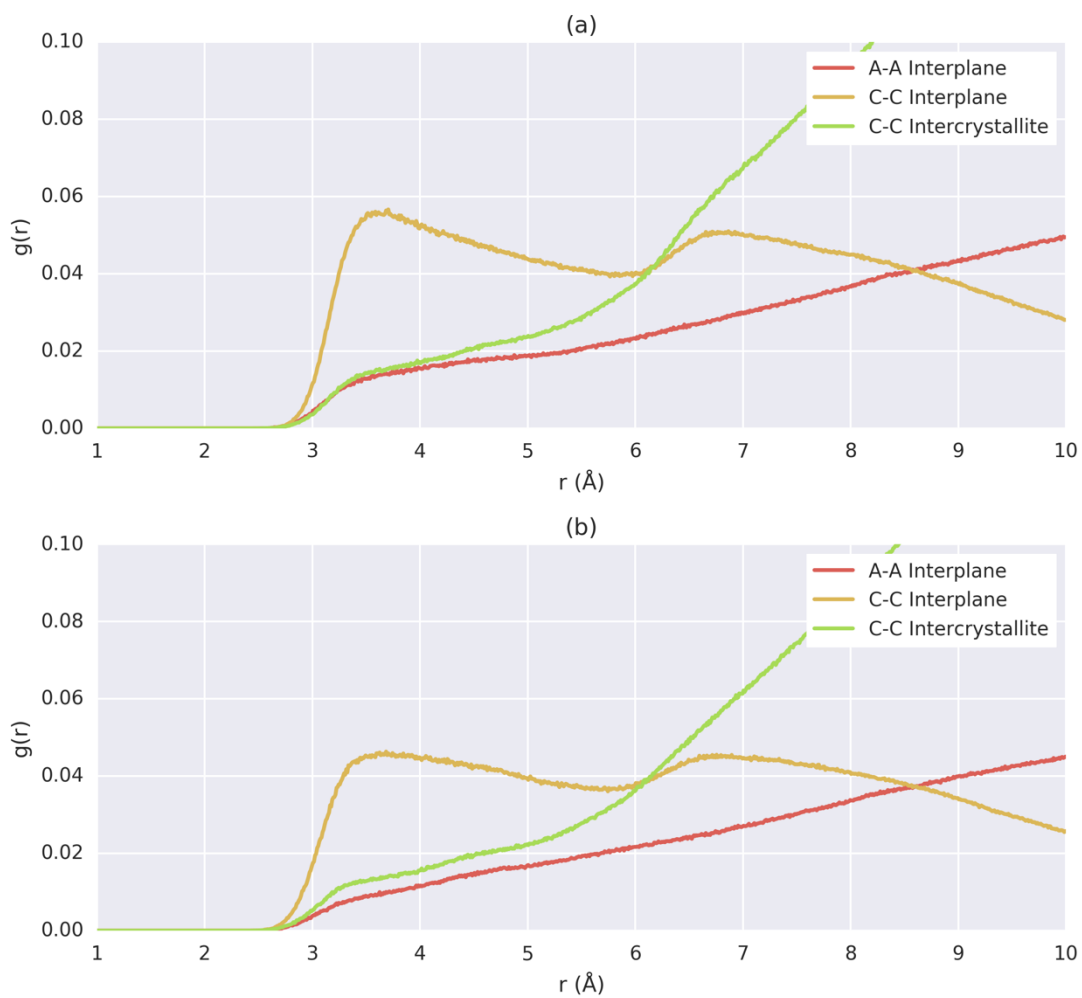 (a)
0.10
0.08
0.06
0.04
0.02
0.00
g(r)
A-A Interplane
C-C Interplane
C-C Intercrystallite
1 2 3 4 5 6 7 8 9 10
r (Å)
(b)
0.10
0.08
0.06
0.04
0.02
0.00
g(r)
A-A Interplane
C-C Interplane
C-C Intercrystallite
1 2 3 4 5 6 7 8 9 10
r (Å)